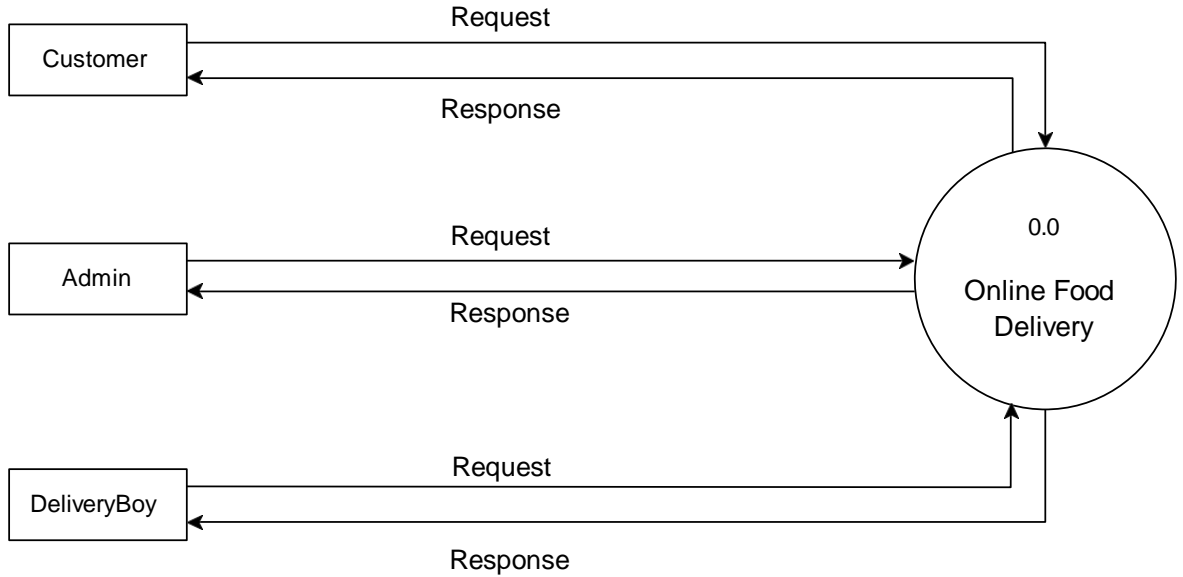 Request
Customer
Response
Request
Admin
Response
0.0
Online Food
Delivery
Request
DeliveryBoy
Response